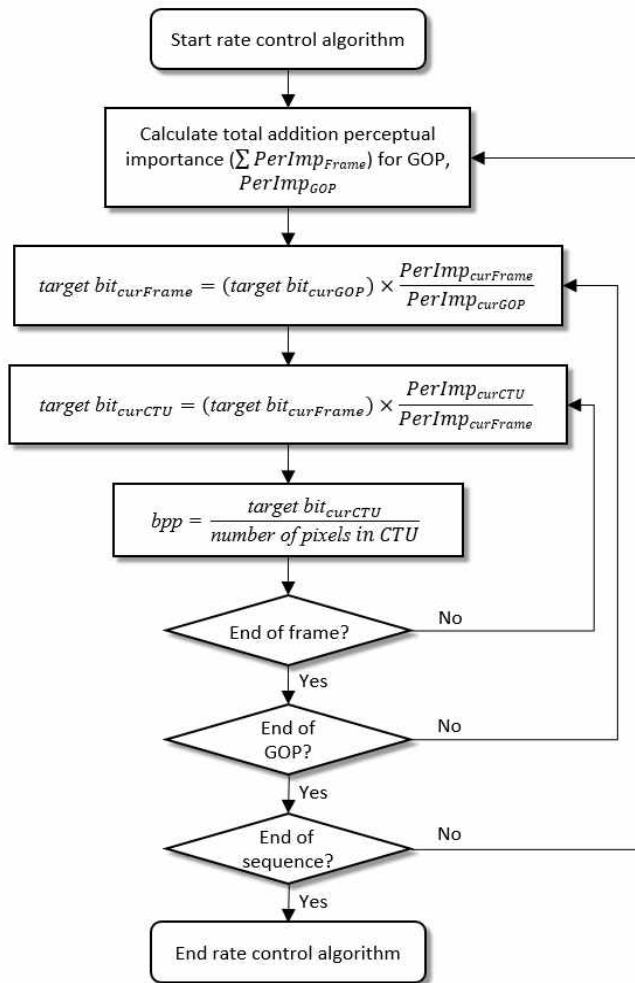 Start rate control algorithm
Calculate total addition perceptual
importance (∑ PerImp_Frame) for GOP,
PerImp_GOP
target bit_curFrame = (target bit_curGOP) × PerImp_curFrame / PerImp_curGOP
target bit_curCTU = (target bit_curFrame) × PerImp_curCTU / PerImp_curFrame
bpp = target bit_curCTU / number of pixels in CTU
End of frame?
No
Yes
End of
GOP?
No
Yes
End of
sequence?
No
Yes
End rate control algorithm